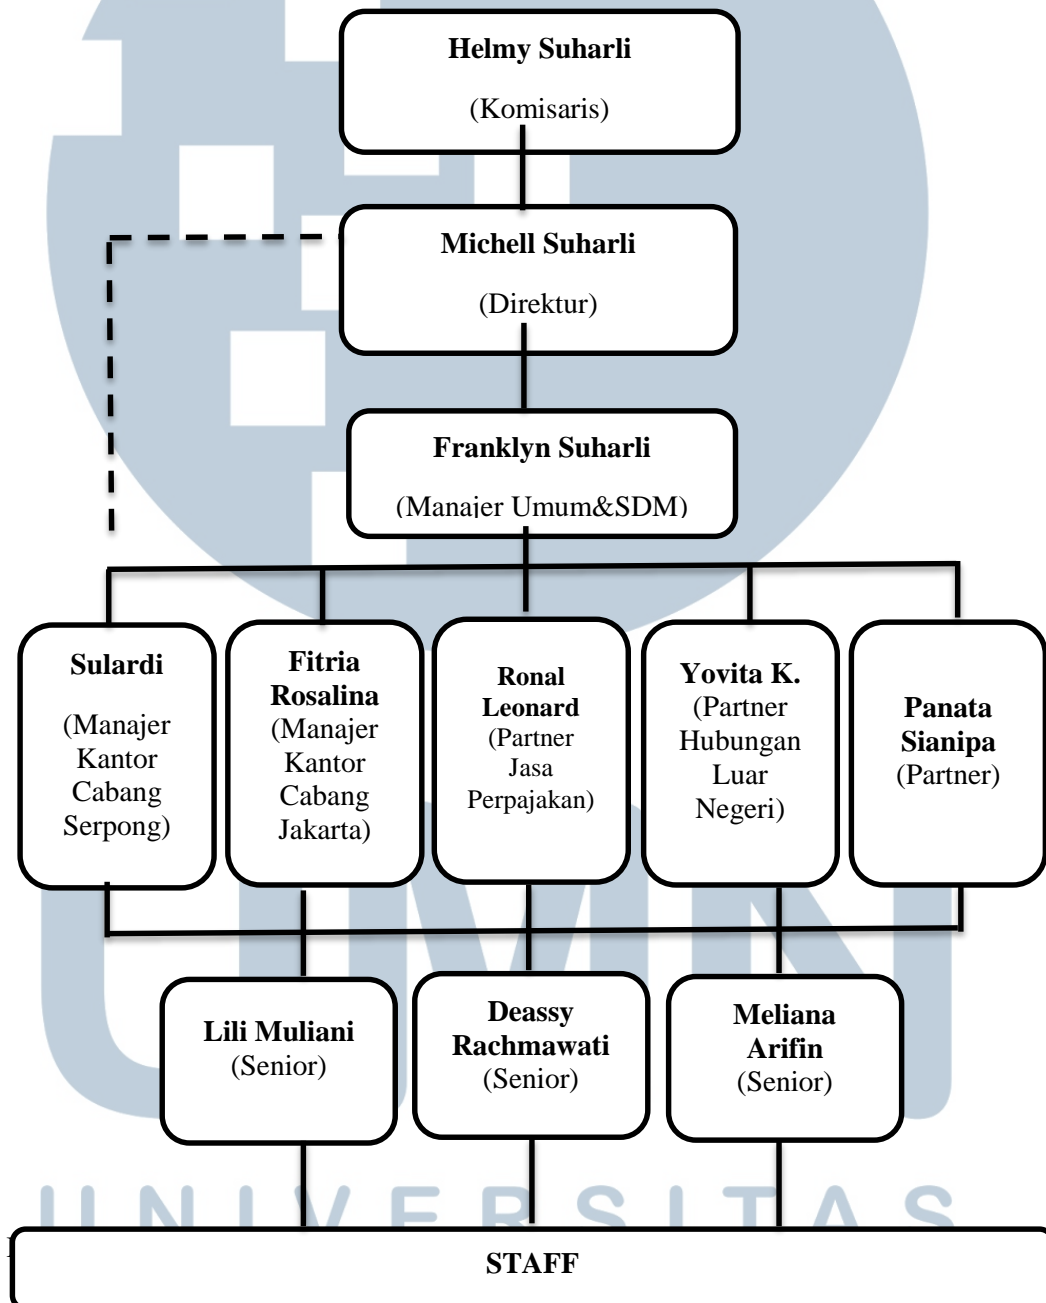 Helmy Suharli
(Komisaris)
Michell Suharli
(Direktur)
Franklyn Suharli
(Manajer Umum&SDM)
Sulardi
(Manajer
Kantor
Cabang
Serpong)
Fitria
Rosalina
(Manajer
Kantor
Cabang
Jakarta)
Ronal
Leonard
(Partner
Jasa
Perpajakan)
Yovita K.
(Partner
Hubungan
Luar
Negeri)
Panata
Sianipa
(Partner)
Lili Muliani
(Senior)
Deassy
Rachmawati
(Senior)
Meliana
Arifin
(Senior)
UMN
UNIVERSITAS
STAFF